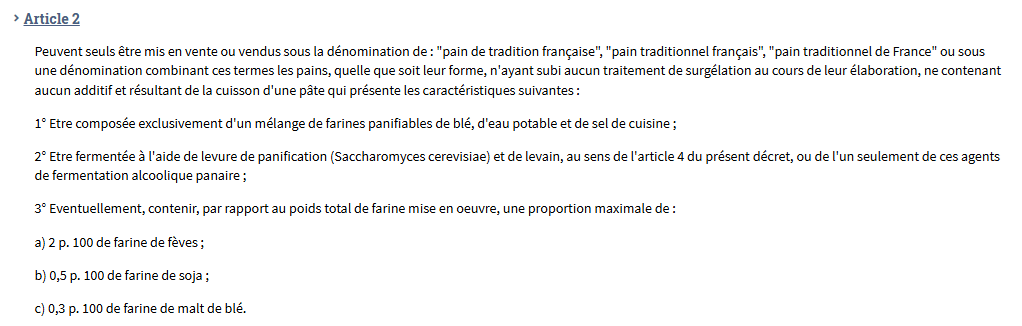 › Article 2
Peuvent seuls être mis en vente ou vendus sous la dénomination de : "pain de tradition française", "pain traditionnel français", "pain traditionnel de France" ou sous
une dénomination combinant ces termes les pains, quelle que soit leur forme, n'ayant subi aucun traitement de surgélation au cours de leur élaboration, ne contenant
aucun additif et résultant de la cuisson d'une pâte qui présente les caractéristiques suivantes :
1° Etre composée exclusivement d'un mélange de farines panifiables de blé, d'eau potable et de sel de cuisine ;
2° Etre fermentée à l'aide de levure de panification (Saccharomyces cerevisiae) et de levain, au sens de l'article 4 du présent décret, ou de l'un seulement de ces agents
de fermentation alcoolique panaire ;
3° Eventuellement, contenir, par rapport au poids total de farine mise en oeuvre, une proportion maximale de :
a) 2 p. 100 de farine de fèves ;
b) 0,5 p. 100 de farine de soja ;
c) 0,3 p. 100 de farine de malt de blé.